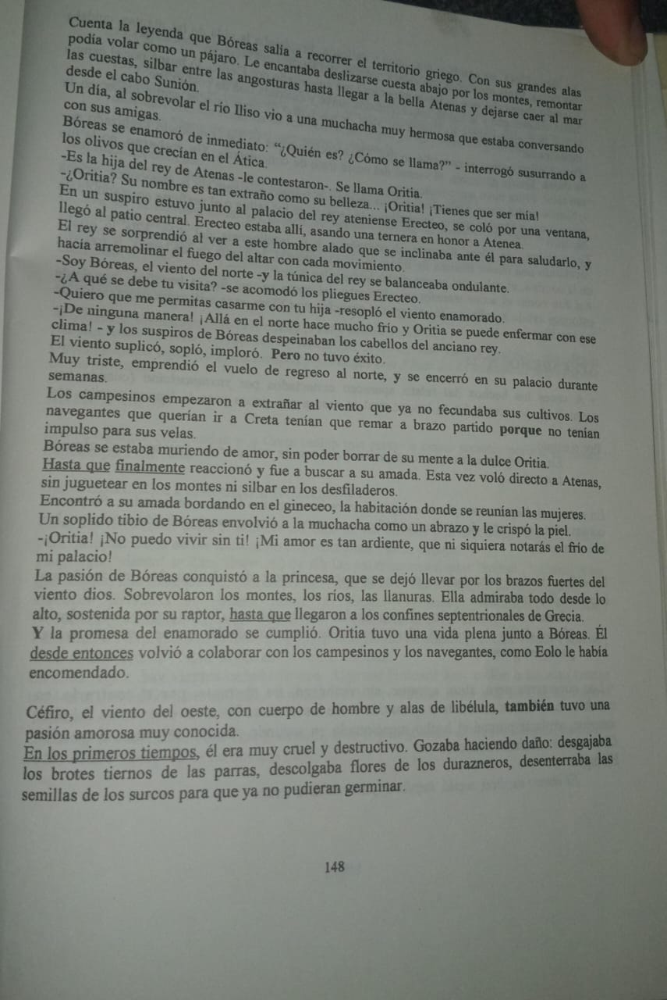 Cuenta la leyenda que Bóreas salía a recorrer el territorio griego. Con sus grandes alas
podía volar como un pájaro. Le encantaba deslizarse cuesta abajo por los montes, remontar
las cuestas, silbar entre las angosturas hasta llegar a la bella Atenas y dejarse caer al mar
desde el cabo Sunión.
Un día, al sobrevolar el río Iliso vio a una muchacha muy hermosa que estaba conversando
con sus amigas.
Bóreas se enamoró de inmediato: “¿Quién es? ¿Cómo se llama?” - interrogó susurrando a
los olivos que crecían en el Ática.
-Es la hija del rey de Atenas -le contestaron-. Se llama Oritia.
-¿Oritia? Su nombre es tan extraño como su belleza... ¡Oritia! ¡Tienes que ser mía!
En un suspiro estuvo junto al palacio del rey ateniense Erecteo, se coló por una ventana,
llegó al patio central. Erecteo estaba allí, asando una ternera en honor a Atenea.
El rey se sorprendió al ver a este hombre alado que se inclinaba ante él para saludarlo, y
hacía arremolinar el fuego del altar con cada movimiento.
-Soy Bóreas, el viento del norte -y la túnica del rey se balanceaba ondulante.
-¿A qué se debe tu visita? -se acomodó los pliegues Erecteo.
-Quiero que me permitas casarme con tu hija -resopló el viento enamorado.
-¡De ninguna manera! ¡Allá en el norte hace mucho frío y Oritia se puede enfermar con ese
clima! - y los suspiros de Bóreas despeinaban los cabellos del anciano rey.
El viento suplicó, sopló, imploró. Pero no tuvo éxito.
Muy triste, emprendió el vuelo de regreso al norte, y se encerró en su palacio durante
semanas.
Los campesinos empezaron a extrañar al viento que ya no fecundaba sus cultivos. Los
navegantes que querían ir a Creta tenían que remar a brazo partido porque no tenían
impulso para sus velas.
Bóreas se estaba muriendo de amor, sin poder borrar de su mente a la dulce Oritia.
Hasta que finalmente reaccionó y fue a buscar a su amada. Esta vez voló directo a Atenas,
sin juguetear en los montes ni silbar en los desfiladeros.
Encontró a su amada bordando en el gineceo, la habitación donde se reunían las mujeres.
Un soplido tibio de Bóreas envolvió a la muchacha como un abrazo y le crispó la piel.
-¡Oritia! ¡No puedo vivir sin ti! ¡Mi amor es tan ardiente, que ni siquiera notarás el frío de
mi palacio!
La pasión de Bóreas conquistó a la princesa, que se dejó llevar por los brazos fuertes del
viento dios. Sobrevolaron los montes, los ríos, las llanuras. Ella admiraba todo desde lo
alto, sostenida por su raptor, hasta que llegaron a los confines septentrionales de Grecia.
Y la promesa del enamorado se cumplió. Oritia tuvo una vida plena junto a Bóreas. Él
desde entonces volvió a colaborar con los campesinos y los navegantes, como Eolo le había
encomendado.
Céfiro, el viento del oeste, con cuerpo de hombre y alas de libélula, también tuvo una
pasión amorosa muy conocida.
En los primeros tiempos, él era muy cruel y destructivo. Gozaba haciendo daño: desgajaba
los brotes tiernos de las parras, descolgaba flores de los durazneros, desenterraba las
semillas de los surcos para que ya no pudieran germinar.
148